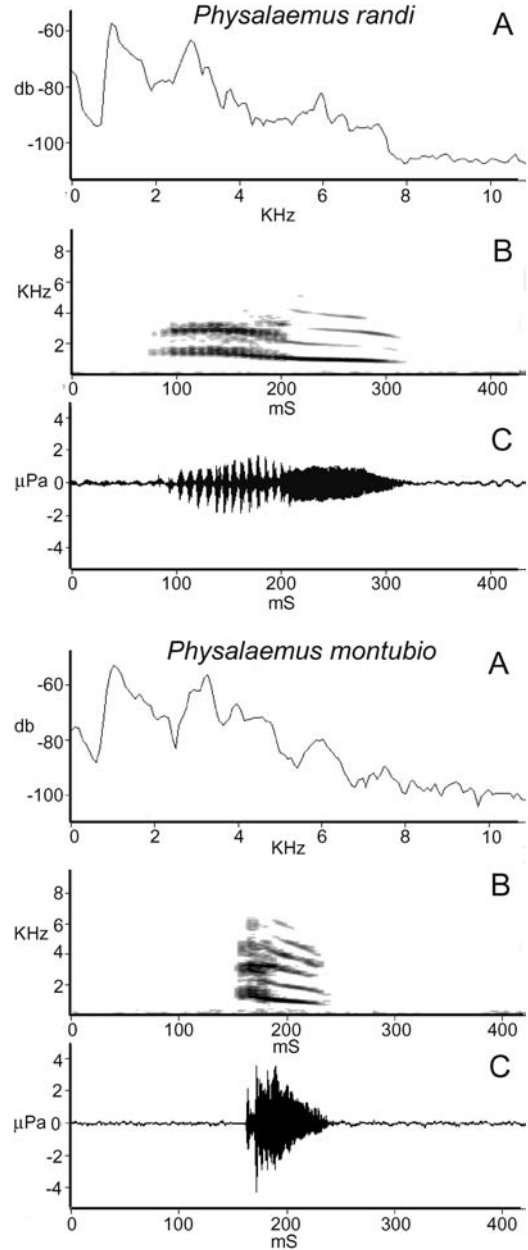 Physalaemus randi
A
-60
db -80
-100
0 2 4 6 8 10
KHz
B
8
KHz 6
4
2
0 100 200 300 400
mS
C
4
2
µPa 0
-2
-4
0 100 200 300 400
mS
Physalaemus montubio
A
-60
db
-80
-100
0 2 4 6 8 10
KHz
B
8
KHz 6
4
2
0 100 200 300 400
mS
C
4
2
µPa 0
-2
-4
0 100 200 300 400
mS